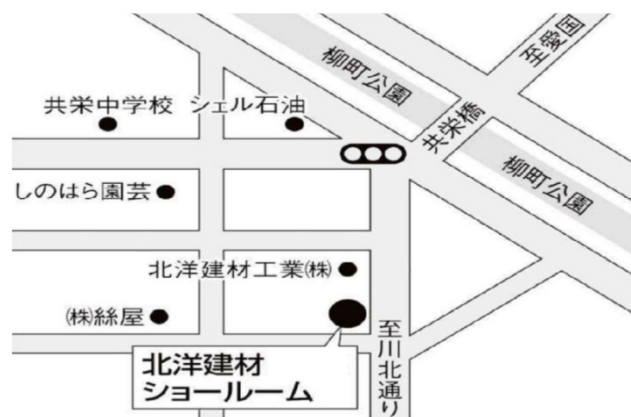 至愛国
柳町公園
共栄橋
柳町公園
共栄中学校
シェル石油
しのはら園芸
北洋建材工業㈱
㈱絲屋
至川北通り
北洋建材
ショールーム